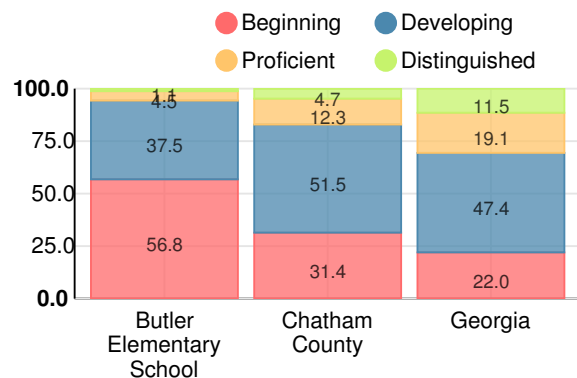 Beginning
Developing
Proficient
Distinguished
100.0
75.0
50.0
25.0
0.0
1.1
4.5
37.5
56.8
4.7
12.3
51.5
31.4
11.5
19.1
47.4
22.0
Butler
Elementary
School
Chatham
County
Georgia